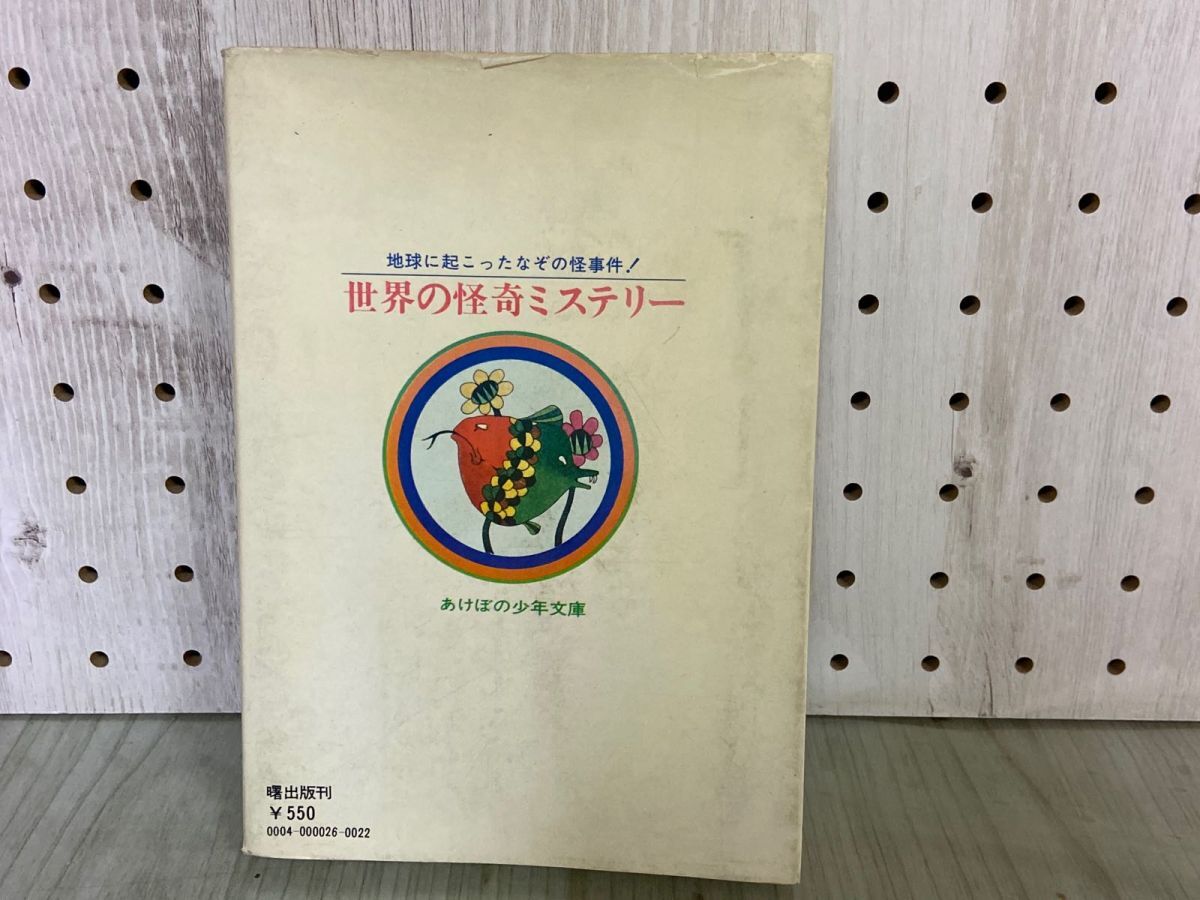 地球に起こったなぞの怪事件!
世界の怪奇ミステリー
あけぼの少年文庫
曙出版刊
¥550
0004-000026-0022